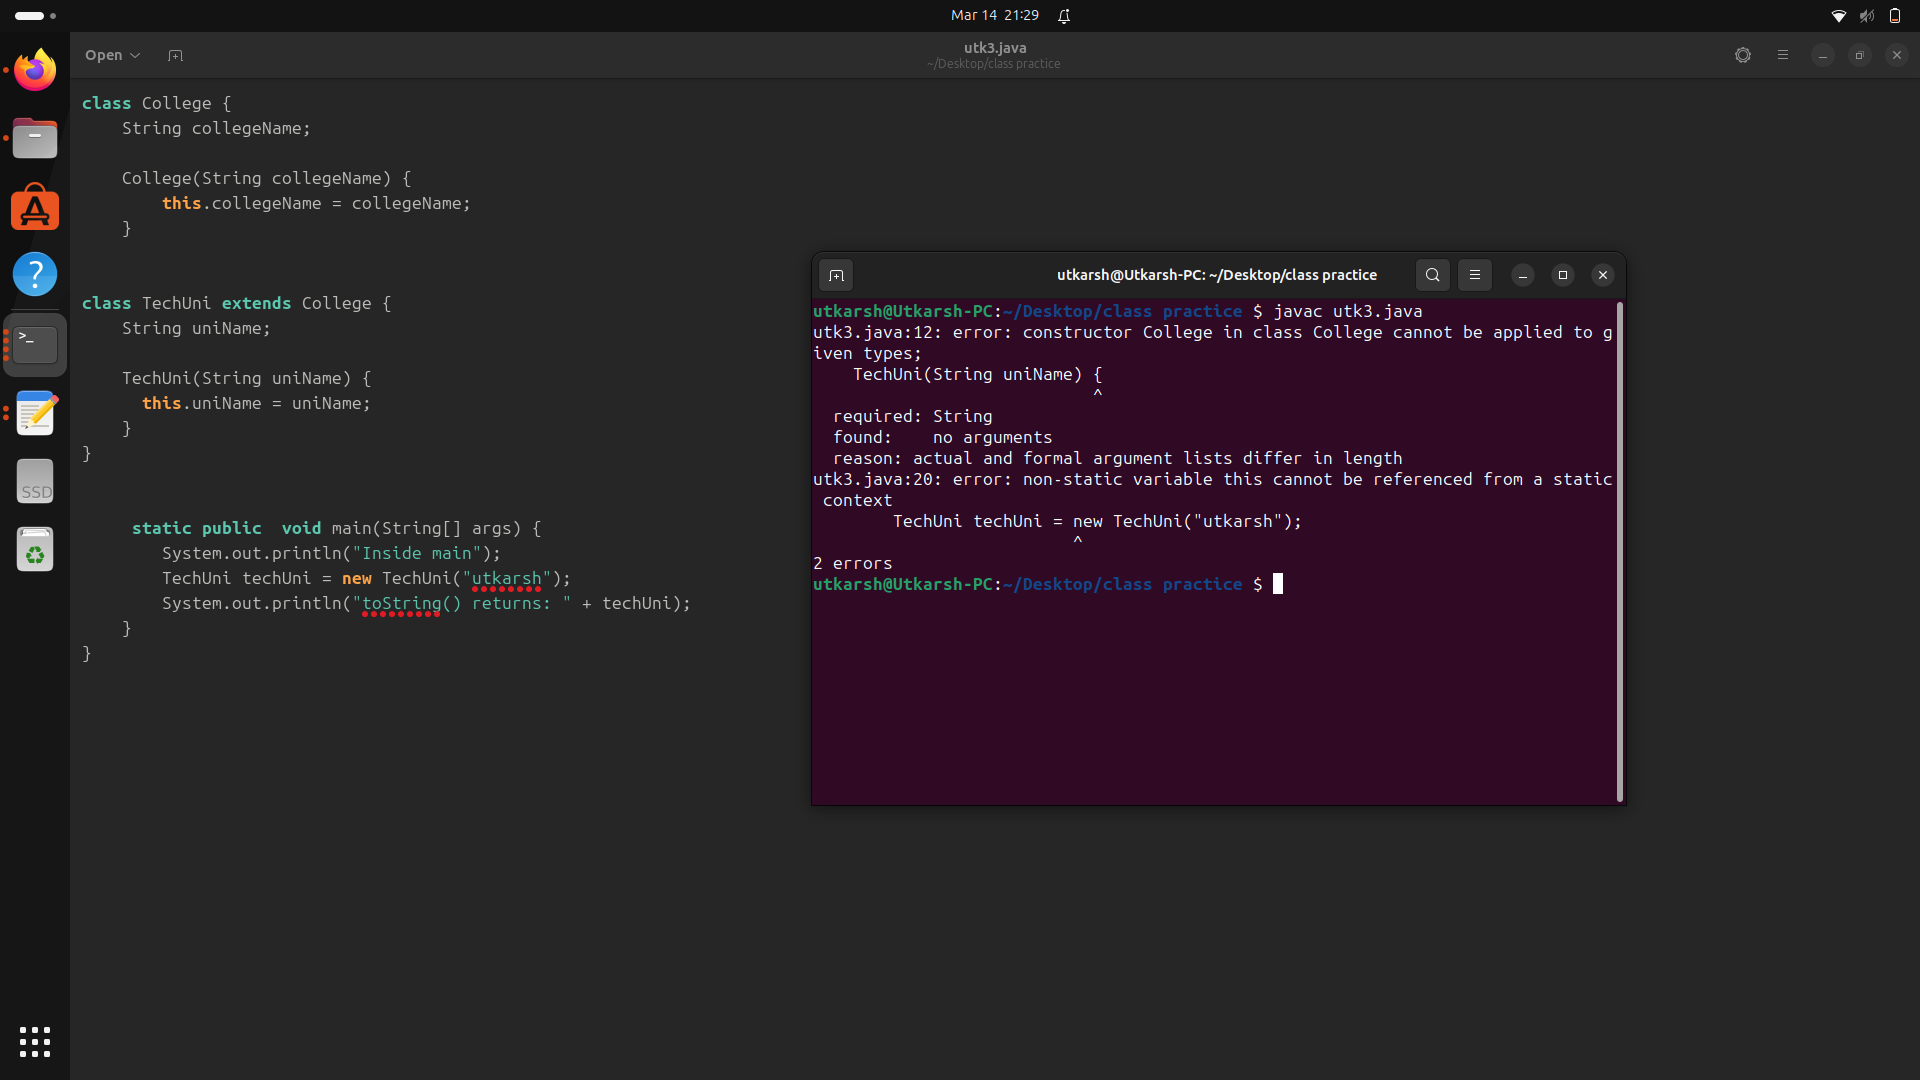 Mar 14 21:29
Open
utk3.java
~/Desktop/class practice
class College {
    String collegeName;
    College(String collegeName) {
        this.collegeName = collegeName;
    }
class TechUni extends College {
    String uniName;
    TechUni(String uniName) {
      this.uniName = uniName;
    }
}
     static public  void main(String[] args) {
        System.out.println("Inside main");
        TechUni techUni = new TechUni("utkarsh");
        System.out.println("toString() returns: " + techUni);
    }
}
utkarsh@Utkarsh-PC: ~/Desktop/class practice
utkarsh@Utkarsh-PC:~/Desktop/class practice $ javac utk3.java
utk3.java:12: error: constructor College in class College cannot be applied to g
iven types;
    TechUni(String uniName) {
                            ^
  required: String
  found:    no arguments
  reason: actual and formal argument lists differ in length
utk3.java:20: error: non-static variable this cannot be referenced from a static
 context
        TechUni techUni = new TechUni("utkarsh");
                          ^
2 errors
utkarsh@Utkarsh-PC:~/Desktop/class practice $
>_
SSD